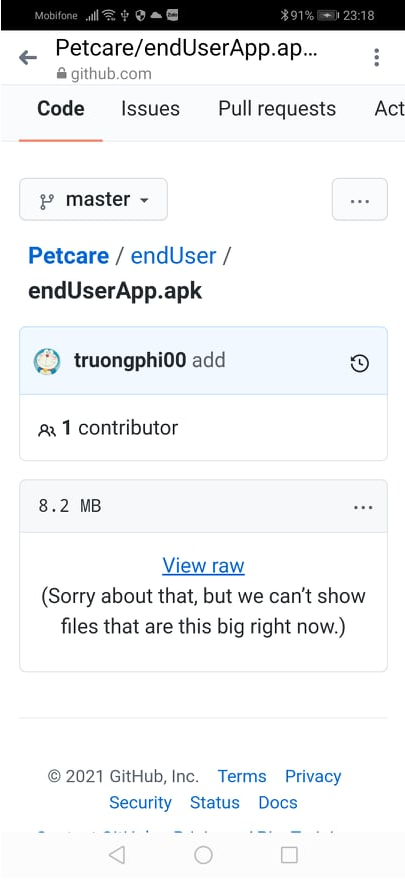 Mobifone 91% 23:18
Petcare/endUserApp.ap...
github.com
Code Issues Pull requests Act
master
Petcare / endUser /
endUserApp.apk
truongphi00 add
1 contributor
8.2 MB
View raw
(Sorry about that, but we can't show
files that are this big right now.)
© 2021 GitHub, Inc. Terms Privacy
Security Status Docs